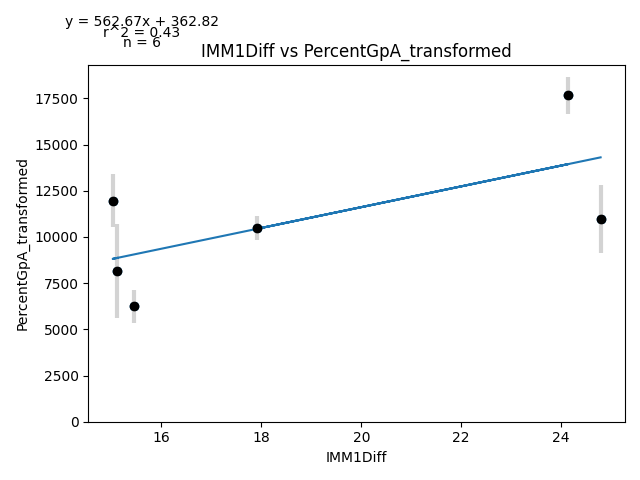 y = 562.67x + 362.82
r^2 = 0.43
n = 6
IMM1Diff vs PercentGpA_transformed
PercentGpA_transformed
17500
15000
12500
10000
7500
5000
2500
0
16 18 20 22 24
IMM1Diff